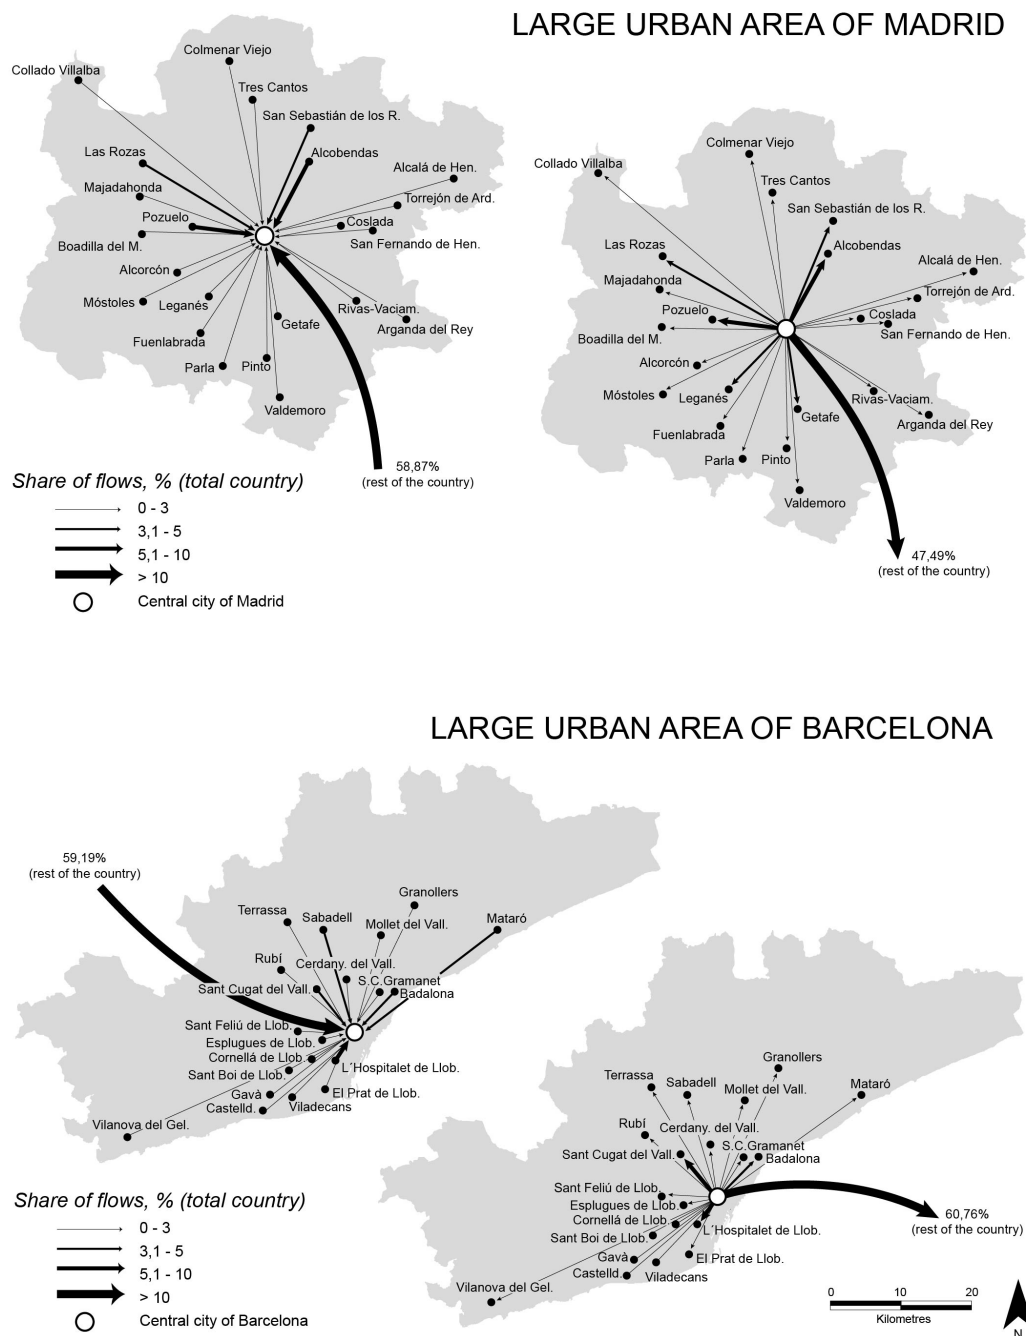 LARGE URBAN AREA OF MADRID
Colmenar Viejo
Collado Villalba
Tres Cantos
San Sebastián de los R.
Las Rozas
Alcobendas
Alcalá de Hen.
Majadahonda
Torrejón de Ard.
Pozuelo
Coslada
Boadilla del M.
San Fernando de Hen.
Alcorcón
Móstoles
Leganés
Rivas-Vaciam.
Getafe
Arganda del Rey
Fuenlabrada
Parla
Pinto
Valdemoro
58,87%
(rest of the country)
Colmenar Viejo
Collado Villalba
Tres Cantos
San Sebastián de los R.
Las Rozas
Alcobendas
Alcalá de Hen.
Majadahonda
Torrejón de Ard.
Pozuelo
Coslada
Boadilla del M.
San Fernando de Hen.
Alcorcón
Móstoles
Leganés
Rivas-Vaciam.
Getafe
Arganda del Rey
Fuenlabrada
Parla
Pinto
Valdemoro
47,49%
(rest of the country)
Share of flows, % (total country)
0 - 3
3,1 - 5
5,1 - 10
> 10
Central city of Madrid
LARGE URBAN AREA OF BARCELONA
59,19%
(rest of the country)
Granollers
Terrassa
Sabadell
Mollet del Vall.
Mataró
Rubí
Cerdany. del Vall.
S.C.Gramanet
Sant Cugat del Vall.
Badalona
Sant Feliú de Llob.
Esplugues de Llob.
Cornellá de Llob.
L´Hospitalet de Llob.
Sant Boi de Llob.
Gavà
El Prat de Llob.
Castelld.
Viladecans
Vilanova del Gel.
Granollers
Terrassa
Sabadell
Mollet del Vall.
Mataró
Rubí
Cerdany. del Vall.
S.C.Gramanet
Sant Cugat del Vall.
Badalona
Sant Feliú de Llob.
Esplugues de Llob.
Cornellá de Llob.
L´Hospitalet de Llob.
Sant Boi de Llob.
Gavà
El Prat de Llob.
Castelld.
Viladecans
Vilanova del Gel.
60,76%
(rest of the country)
Share of flows, % (total country)
0 - 3
3,1 - 5
5,1 - 10
> 10
Central city of Barcelona
0 10 20
Kilometres
N